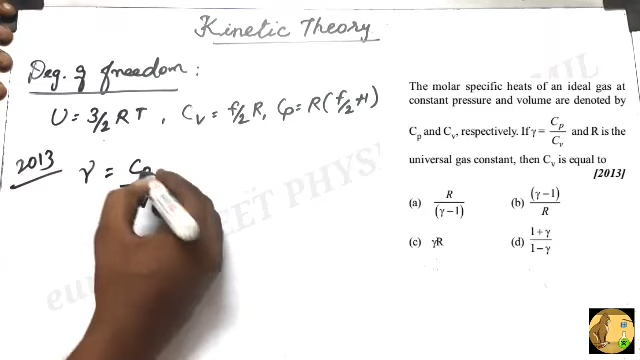 Kinetic Theory
Deg. of freedom :
U = 3/2 RT , Cv = f/2 R, Cp = R(f/2 +1)
2013 γ = Cp
The molar specific heats of an ideal gas at
constant pressure and volume are denoted by
Cp and Cv, respectively. If γ = Cp/Cv and R is the
universal gas constant, then Cv is equal to
[2013]
(a) R/(γ−1) (b) (γ−1)/R
(c) γR (d) 1+γ/1−γ